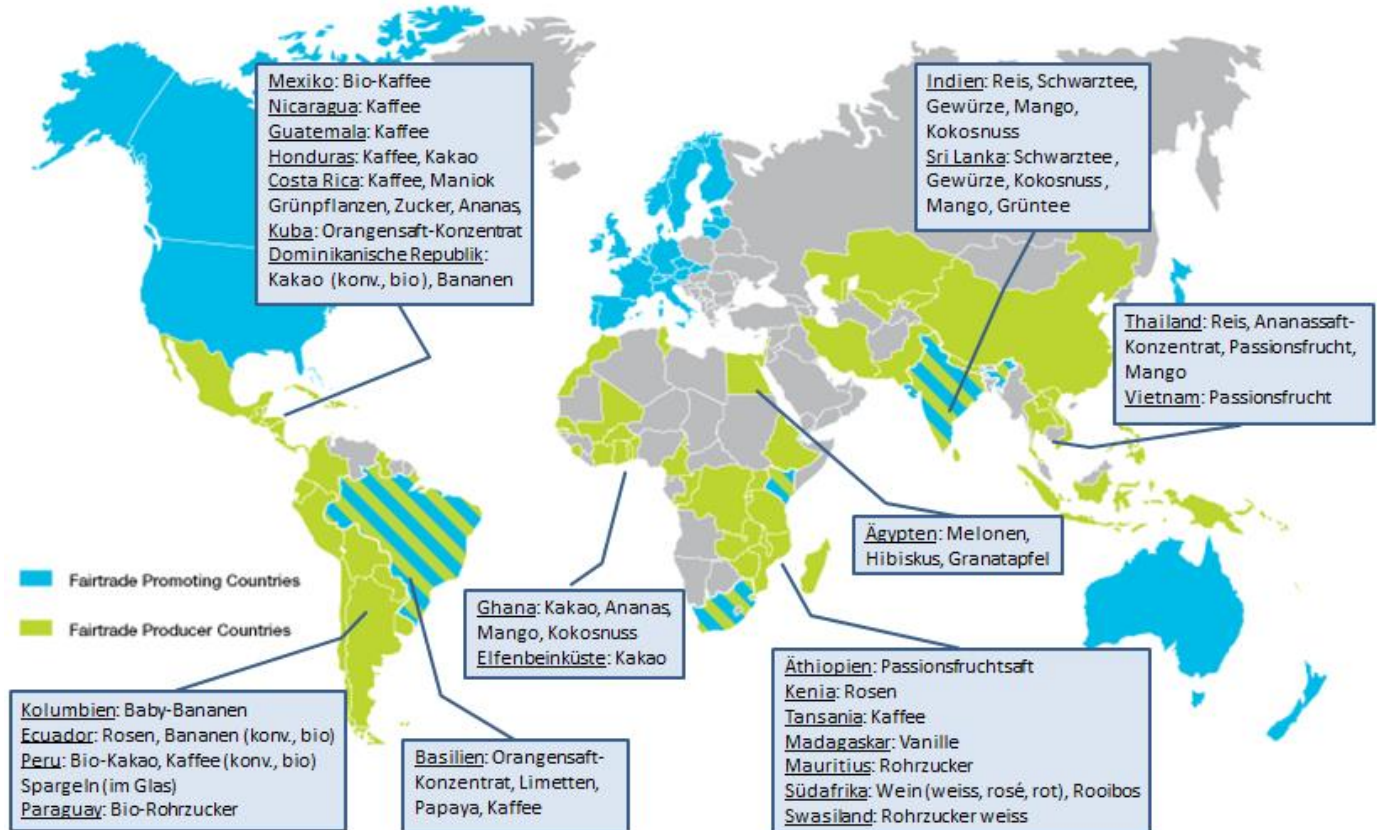 Mexiko: Bio-Kaffee
Nicaragua: Kaffee
Guatemala: Kaffee
Honduras: Kaffee, Kakao
Costa Rica: Kaffee, Maniok
Grünpflanzen, Zucker, Ananas,
Kuba: Orangensaft-Konzentrat
Dominikanische Republik:
Kakao (konv., bio), Bananen
Indien: Reis, Schwarztee,
Gewürze, Mango,
Kokosnuss
Sri Lanka: Schwarztee,
Gewürze, Kokosnuss,
Mango, Grüntee
Thailand: Reis, Ananassaft-
Konzentrat, Passionsfrucht,
Mango
Vietnam: Passionsfrucht
Ägypten: Melonen,
Hibiskus, Granatapfel
Fairtrade Promoting Countries
Fairtrade Producer Countries
Ghana: Kakao, Ananas,
Mango, Kokosnuss
Elfenbeinküste: Kakao
Kolumbien: Baby-Bananen
Ecuador: Rosen, Bananen (konv., bio)
Peru: Bio-Kakao, Kaffee (konv., bio)
Spargeln (im Glas)
Paraguay: Bio-Rohrzucker
Basilien: Orangensaft-
Konzentrat, Limetten,
Papaya, Kaffee
Äthiopien: Passionsfruchtsaft
Kenia: Rosen
Tansania: Kaffee
Madagaskar: Vanille
Mauritius: Rohrzucker
Südafrika: Wein (weiss, rosé, rot), Rooibos
Swasiland: Rohrzucker weiss